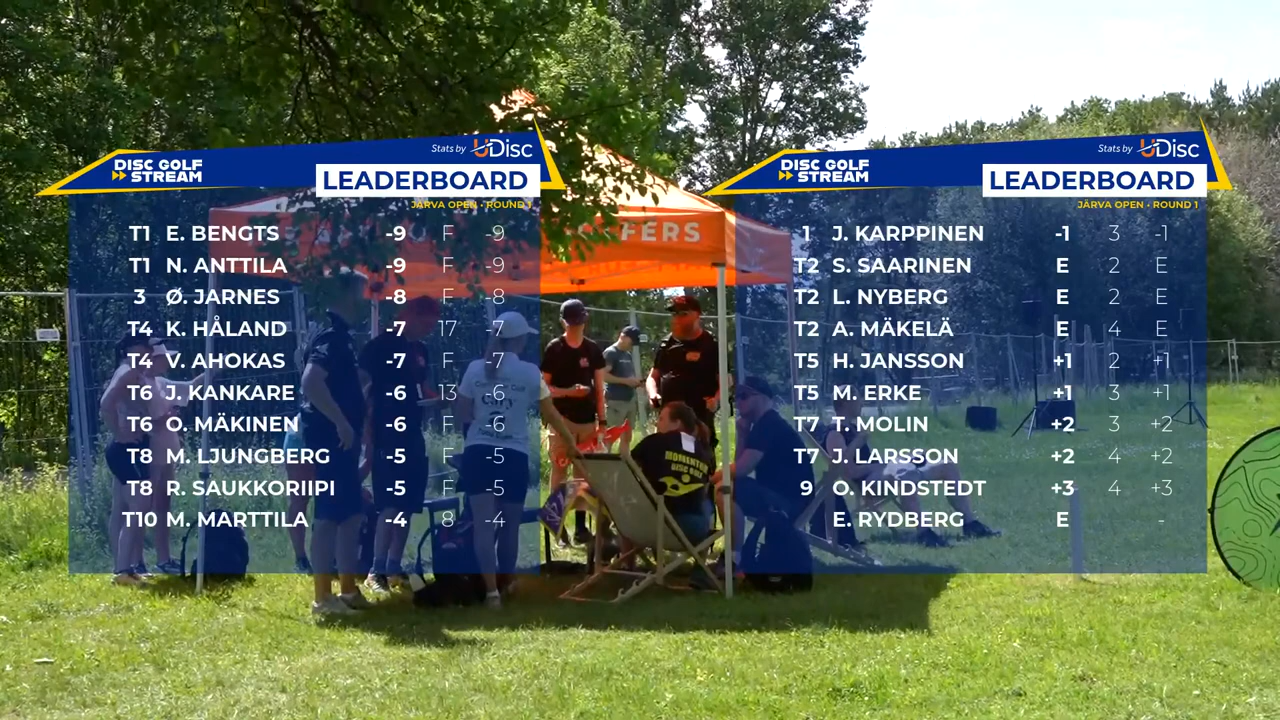 Stats by UDisc
DISC GOLF
STREAM
LEADERBOARD
JÄRVA OPEN • ROUND 1
T1 E. BENGTS -9 F -9
T1 N. ANTTILA -9 F -9
3 Ø. JARNES -8 F -8
T4 K. HÅLAND -7 17 -7
T4 V. AHOKAS -7 F -7
T6 J. KANKARE -6 13 -6
T6 O. MÄKINEN -6 F -6
T8 M. LJUNGBERG -5 F -5
T8 R. SAUKKORIIPI -5 F -5
T10 M. MARTTILA -4 8 -4
Stats by UDisc
DISC GOLF
STREAM
LEADERBOARD
JÄRVA OPEN • ROUND 1
1 J. KARPPINEN -1 3 -1
T2 S. SAARINEN E 2 E
T2 L. NYBERG E 2 E
T2 A. MÄKELÄ E 4 E
T5 H. JANSSON +1 2 +1
T5 M. ERKE +1 3 +1
T7 T. MOLIN +2 3 +2
T7 J. LARSSON +2 4 +2
9 O. KINDSTEDT +3 4 +3
E. RYDBERG E -
MOMENTUM
DISC GOLF